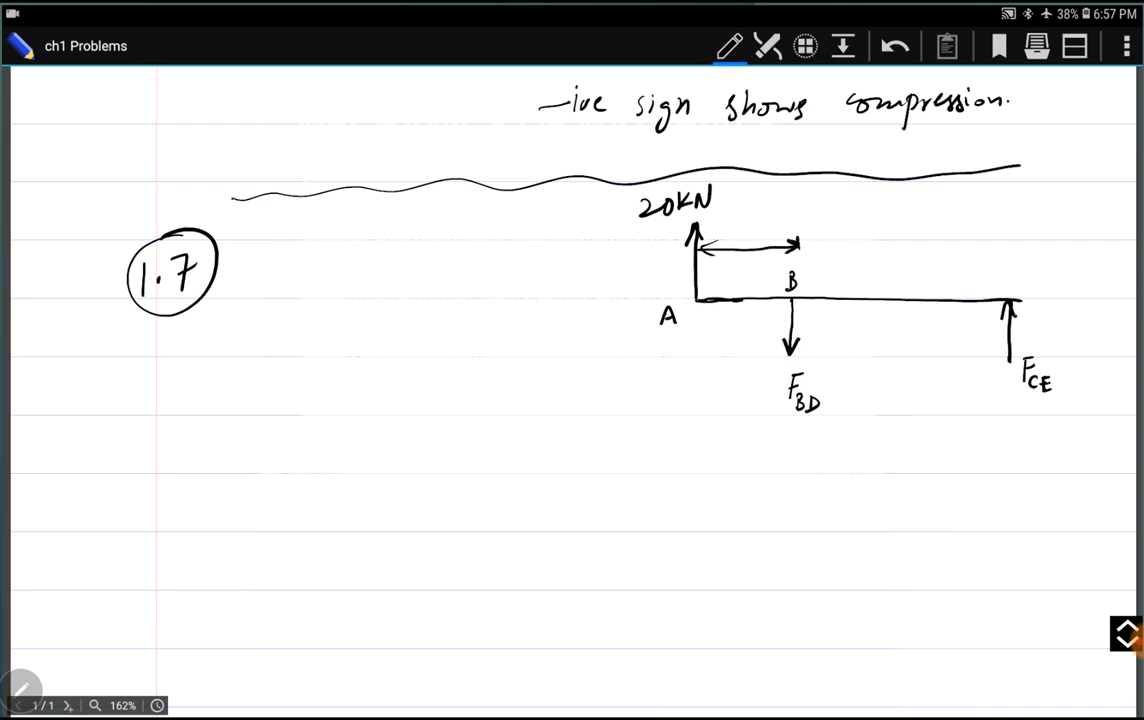 38% 6:57 PM
ch1 Problems
-ive sign shows compression.
20KN
1.7
B
A
FCE
FBD
1/1 162%